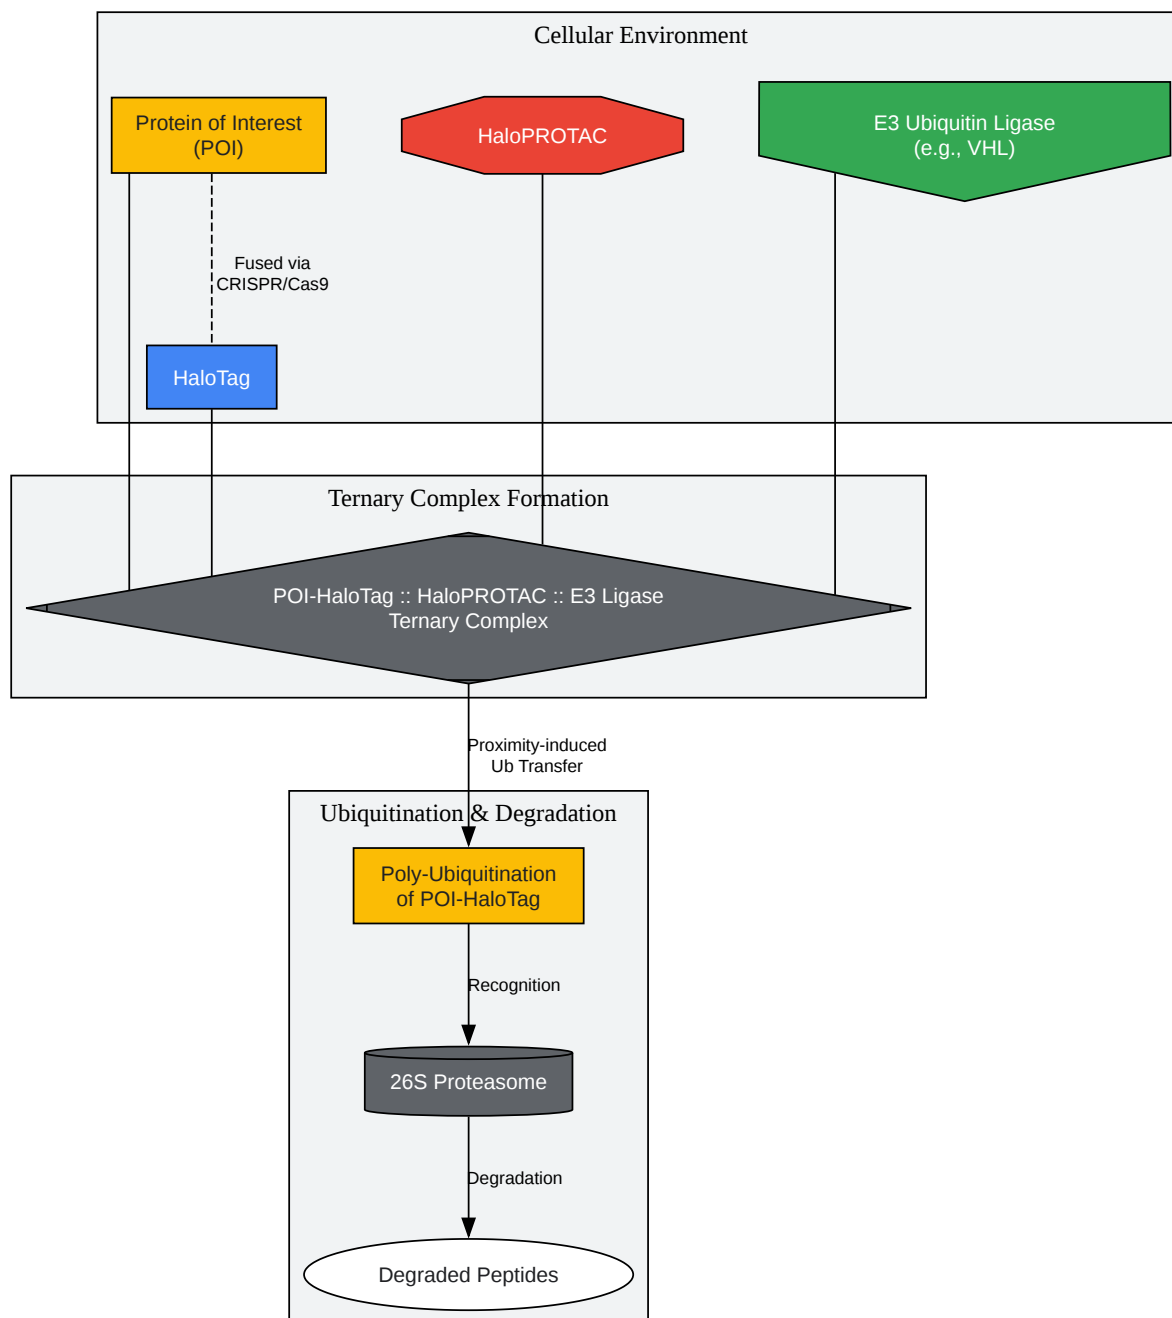 Cellular Environment
Protein of Interest
(POI)
HaloPROTAC
E3 Ubiquitin Ligase
(e.g., VHL)
Fused via
CRISPR/Cas9
HaloTag
Ternary Complex Formation
POI-HaloTag :: HaloPROTAC :: E3 Ligase
Ternary Complex
Proximity-induced
Ub Transfer
Ubiquitination & Degradation
Poly-Ubiquitination
of POI-HaloTag
Recognition
26S Proteasome
Degradation
Degraded Peptides